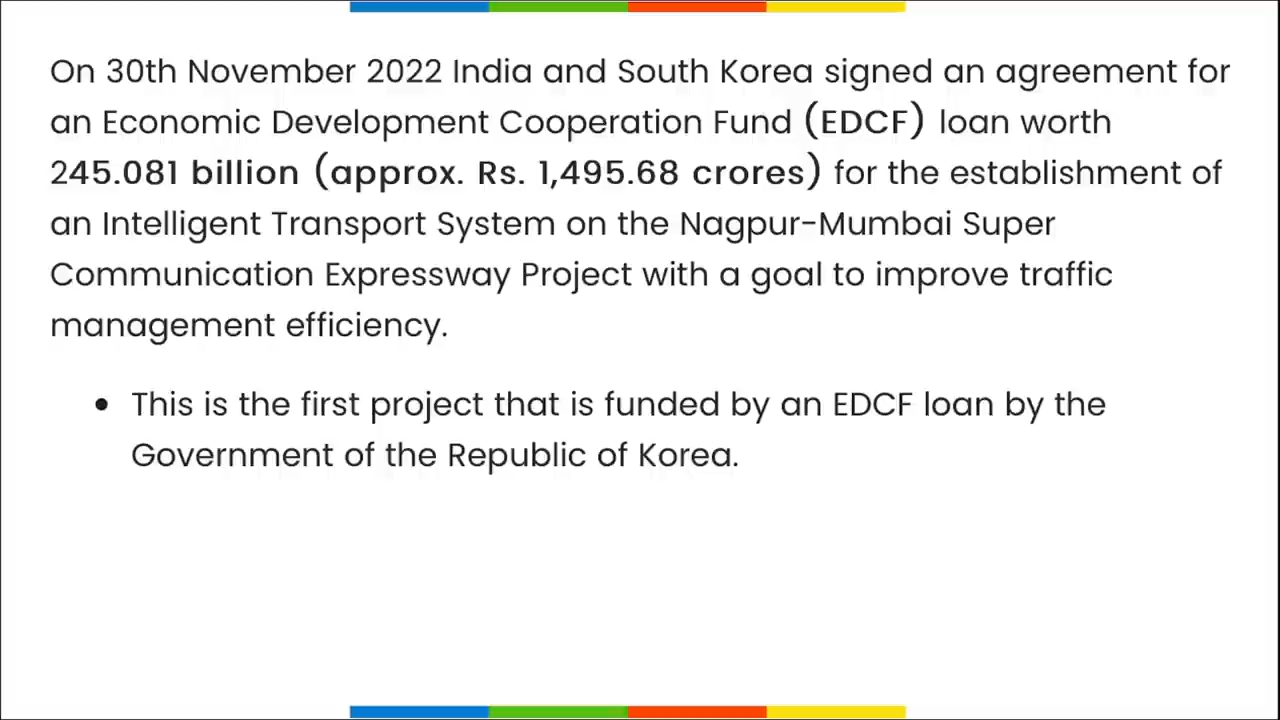 On 30th November 2022 India and South Korea signed an agreement for
an Economic Development Cooperation Fund (EDCF) loan worth
245.081 billion (approx. Rs. 1,495.68 crores) for the establishment of
an Intelligent Transport System on the Nagpur-Mumbai Super
Communication Expressway Project with a goal to improve traffic
management efficiency.
• This is the first project that is funded by an EDCF loan by the
Government of the Republic of Korea.